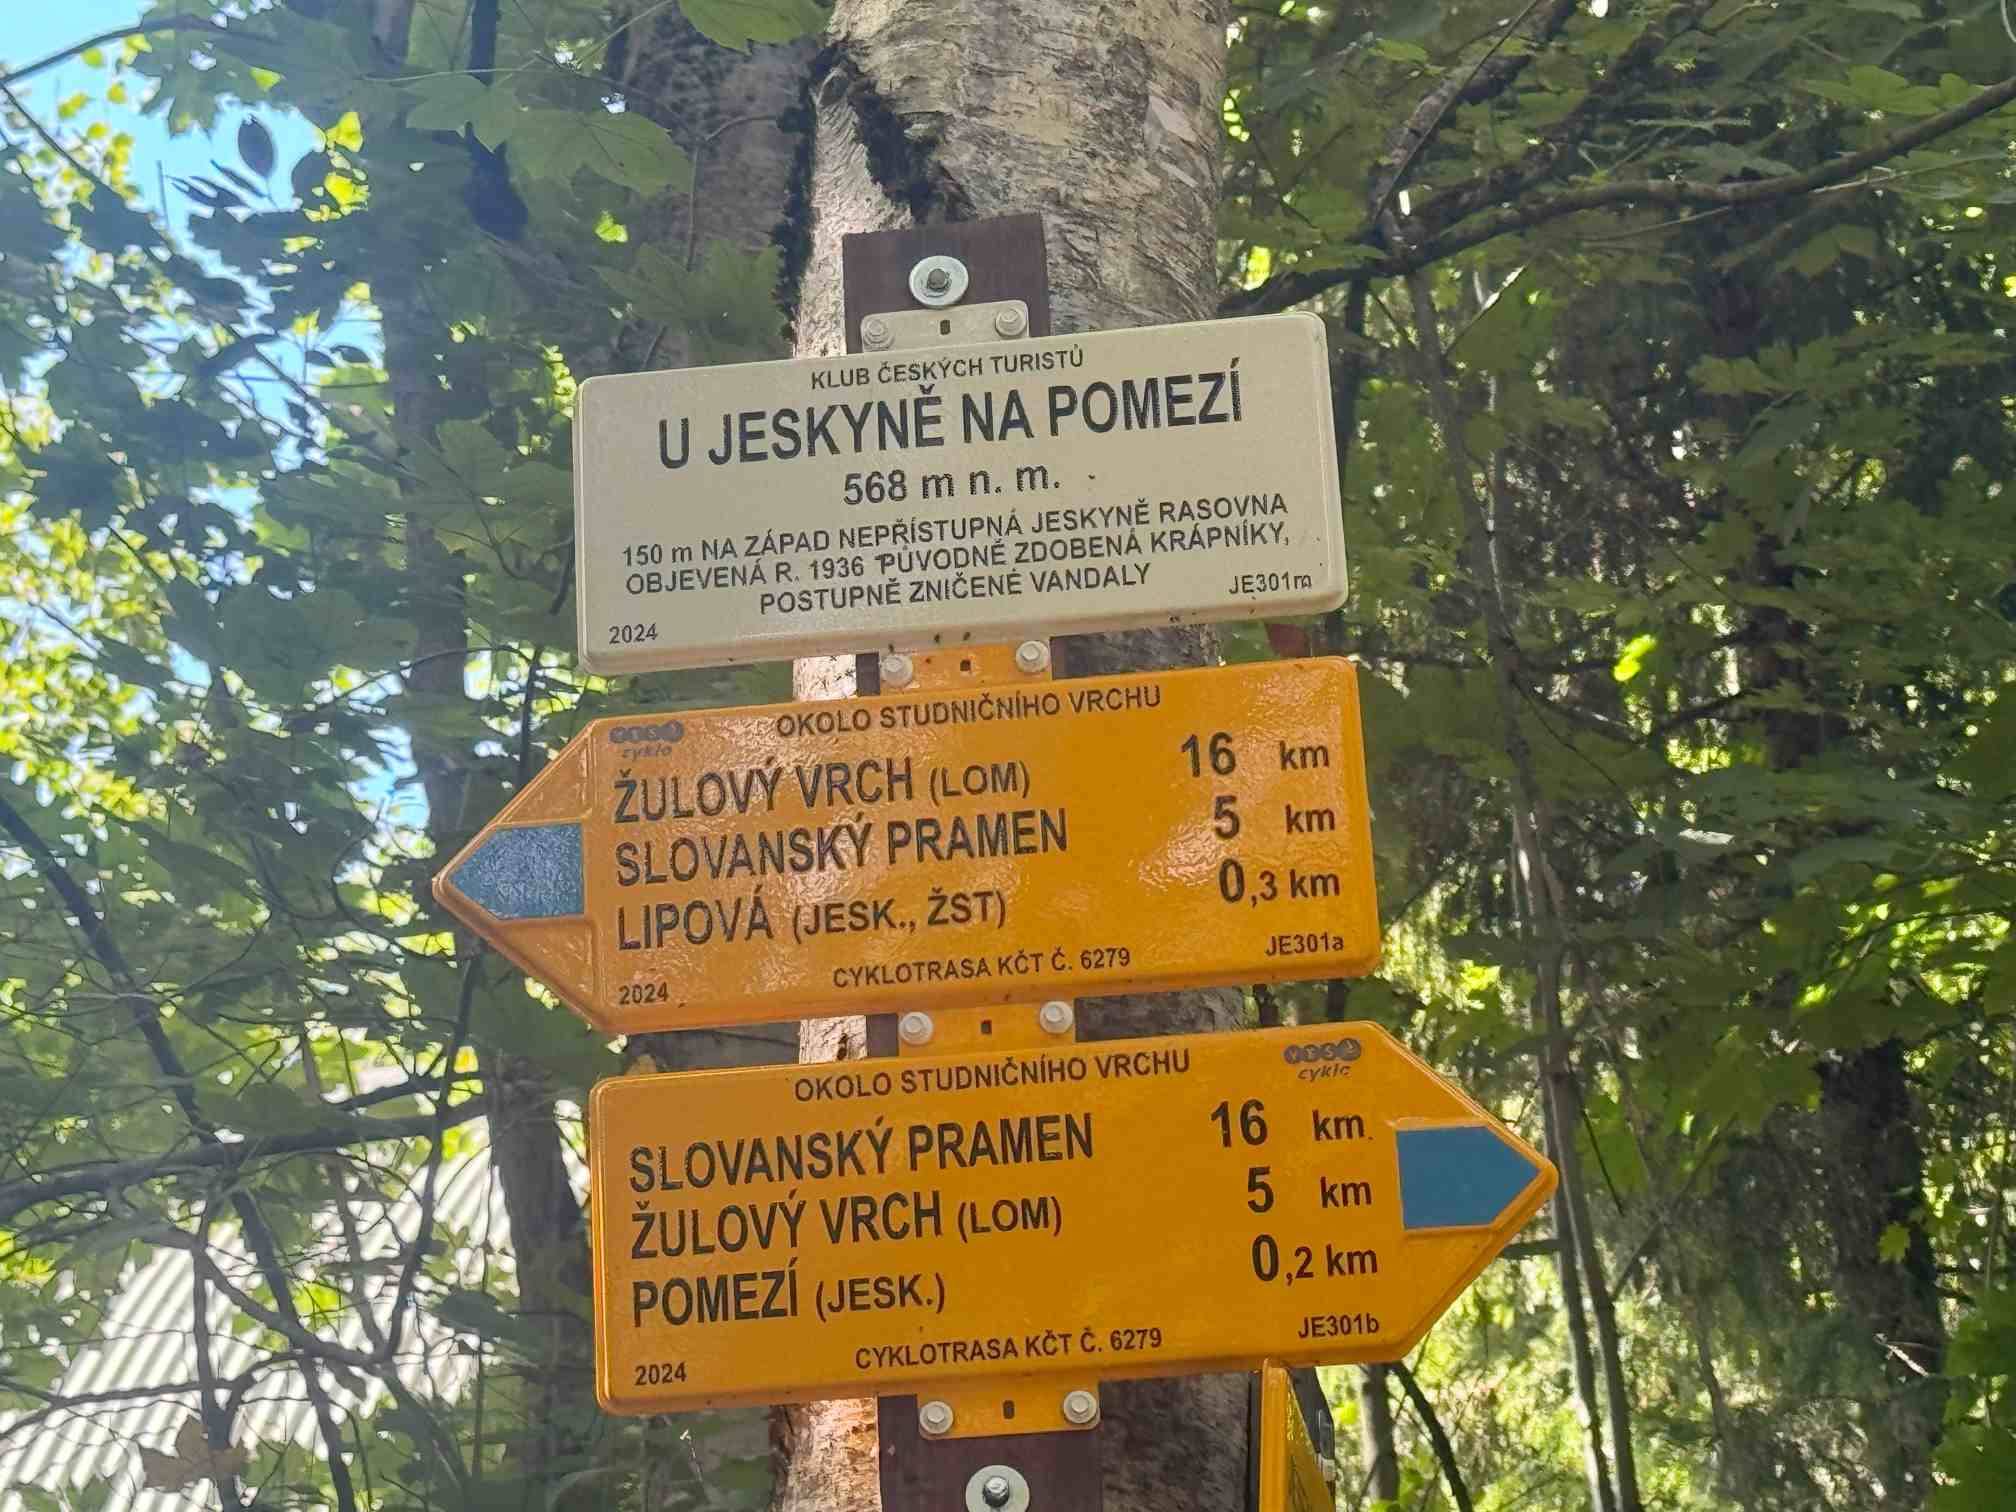 KLUB ČESKÝCH TURISTŮ
U JESKYNĚ NA POMEZÍ
568 m n. m.
150 m NA ZÁPAD NEPŘÍSTUPNÁ JESKYNĚ RASOVNA
OBJEVENÁ R. 1936 PŮVODNĚ ZDOBENÁ KRÁPNÍKY,
POSTUPNĚ ZNIČENÉ VANDALY
JE301m
2024
OKOLO STUDNIČNÍHO VRCHU
cyklo
ŽULOVÝ VRCH (LOM) 16 km
SLOVANSKÝ PRAMEN 5 km
LIPOVÁ (JESK., ŽST) 0,3 km
2024 CYKLOTRASA KČT Č. 6279 JE301a
OKOLO STUDNIČNÍHO VRCHU
cyklo
SLOVANSKÝ PRAMEN 16 km
ŽULOVÝ VRCH (LOM) 5 km
POMEZÍ (JESK.) 0,2 km
2024 CYKLOTRASA KČT Č. 6279 JE301b